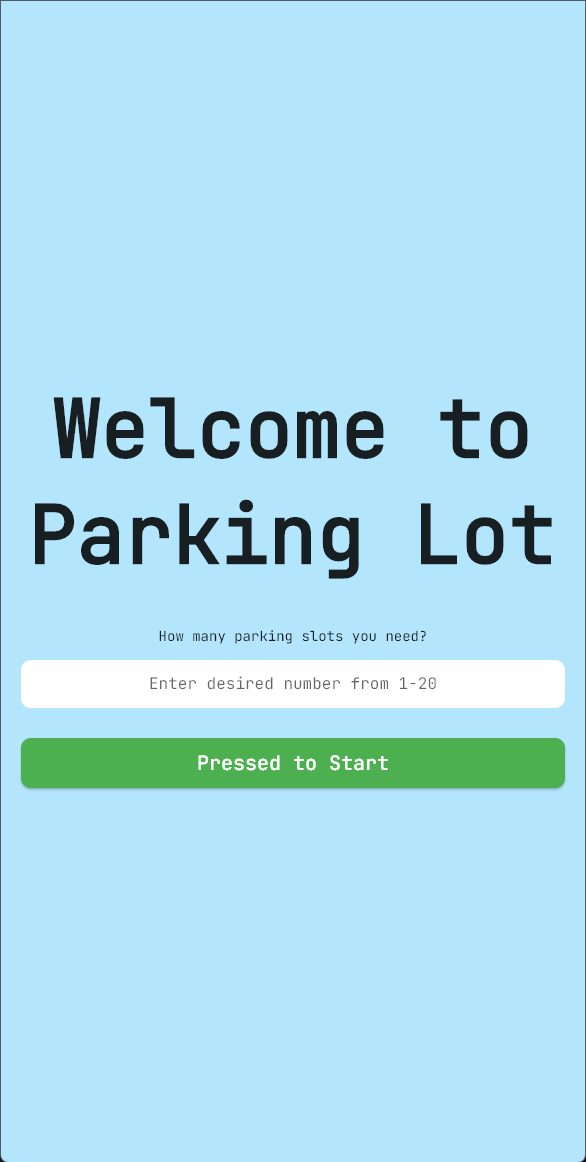 Welcome to
Parking Lot
How many parking slots you need?
Enter desired number from 1-20
Pressed to Start